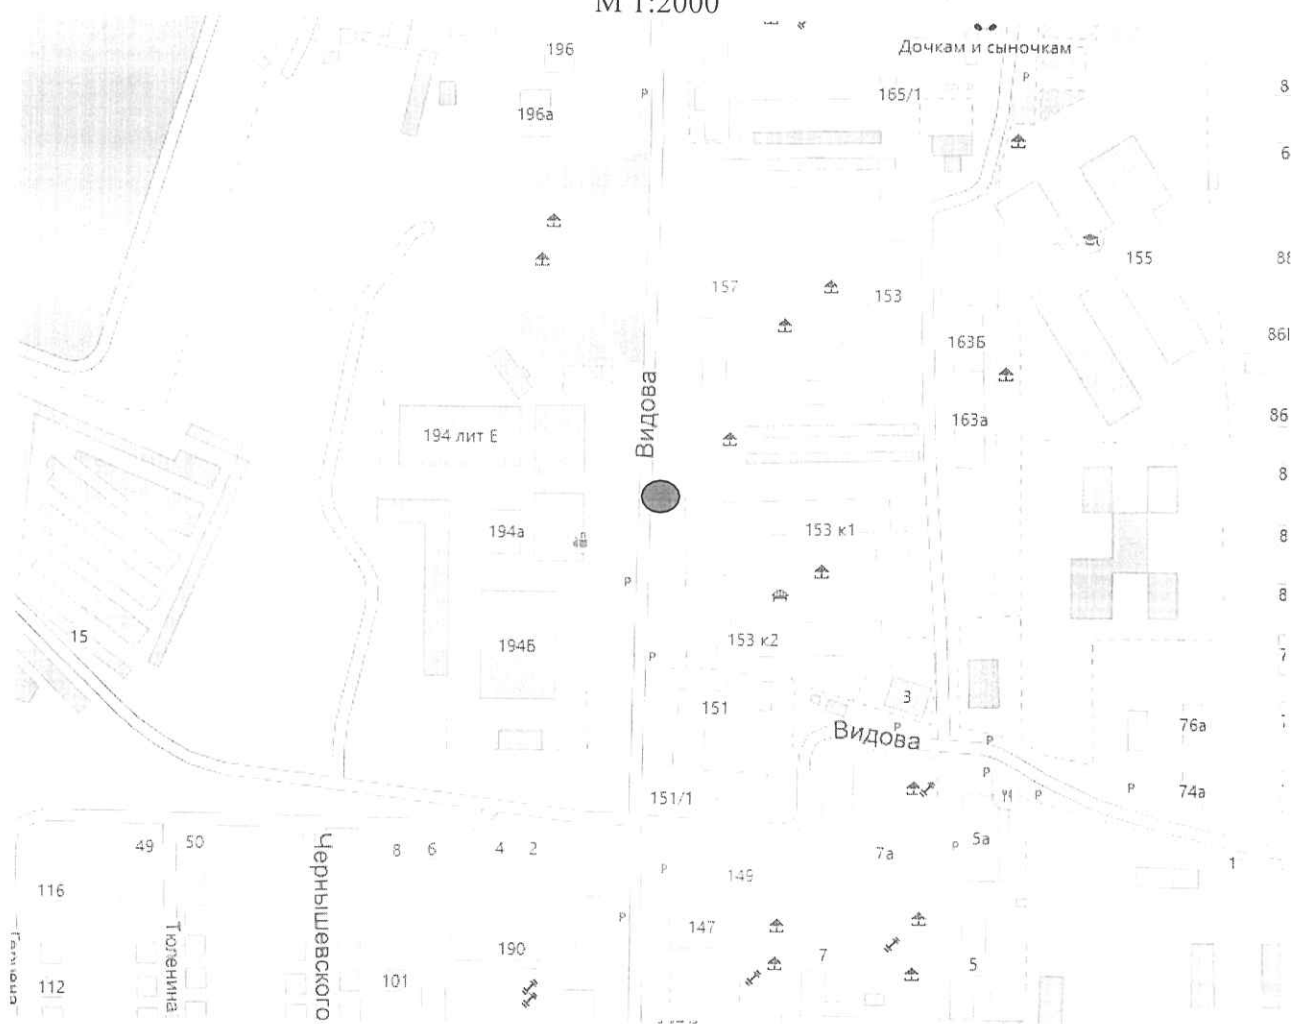 М 1:2000
Дочкам и сыночкам
196
Р
196а
Р
165/1
155
157
153
163Б
163а
Видова
194 лит Е
194а
153 к1
Р
15
194Б
153 к2
Р
151
3
Р
Видова
Р
76а
Р
151/1
Р
Р
74а
49
50
8
6
4
2
149
7а
Р
5а
1
116
Чернышевского
Р
Р
147
Тюленина
190
7
5
112
101